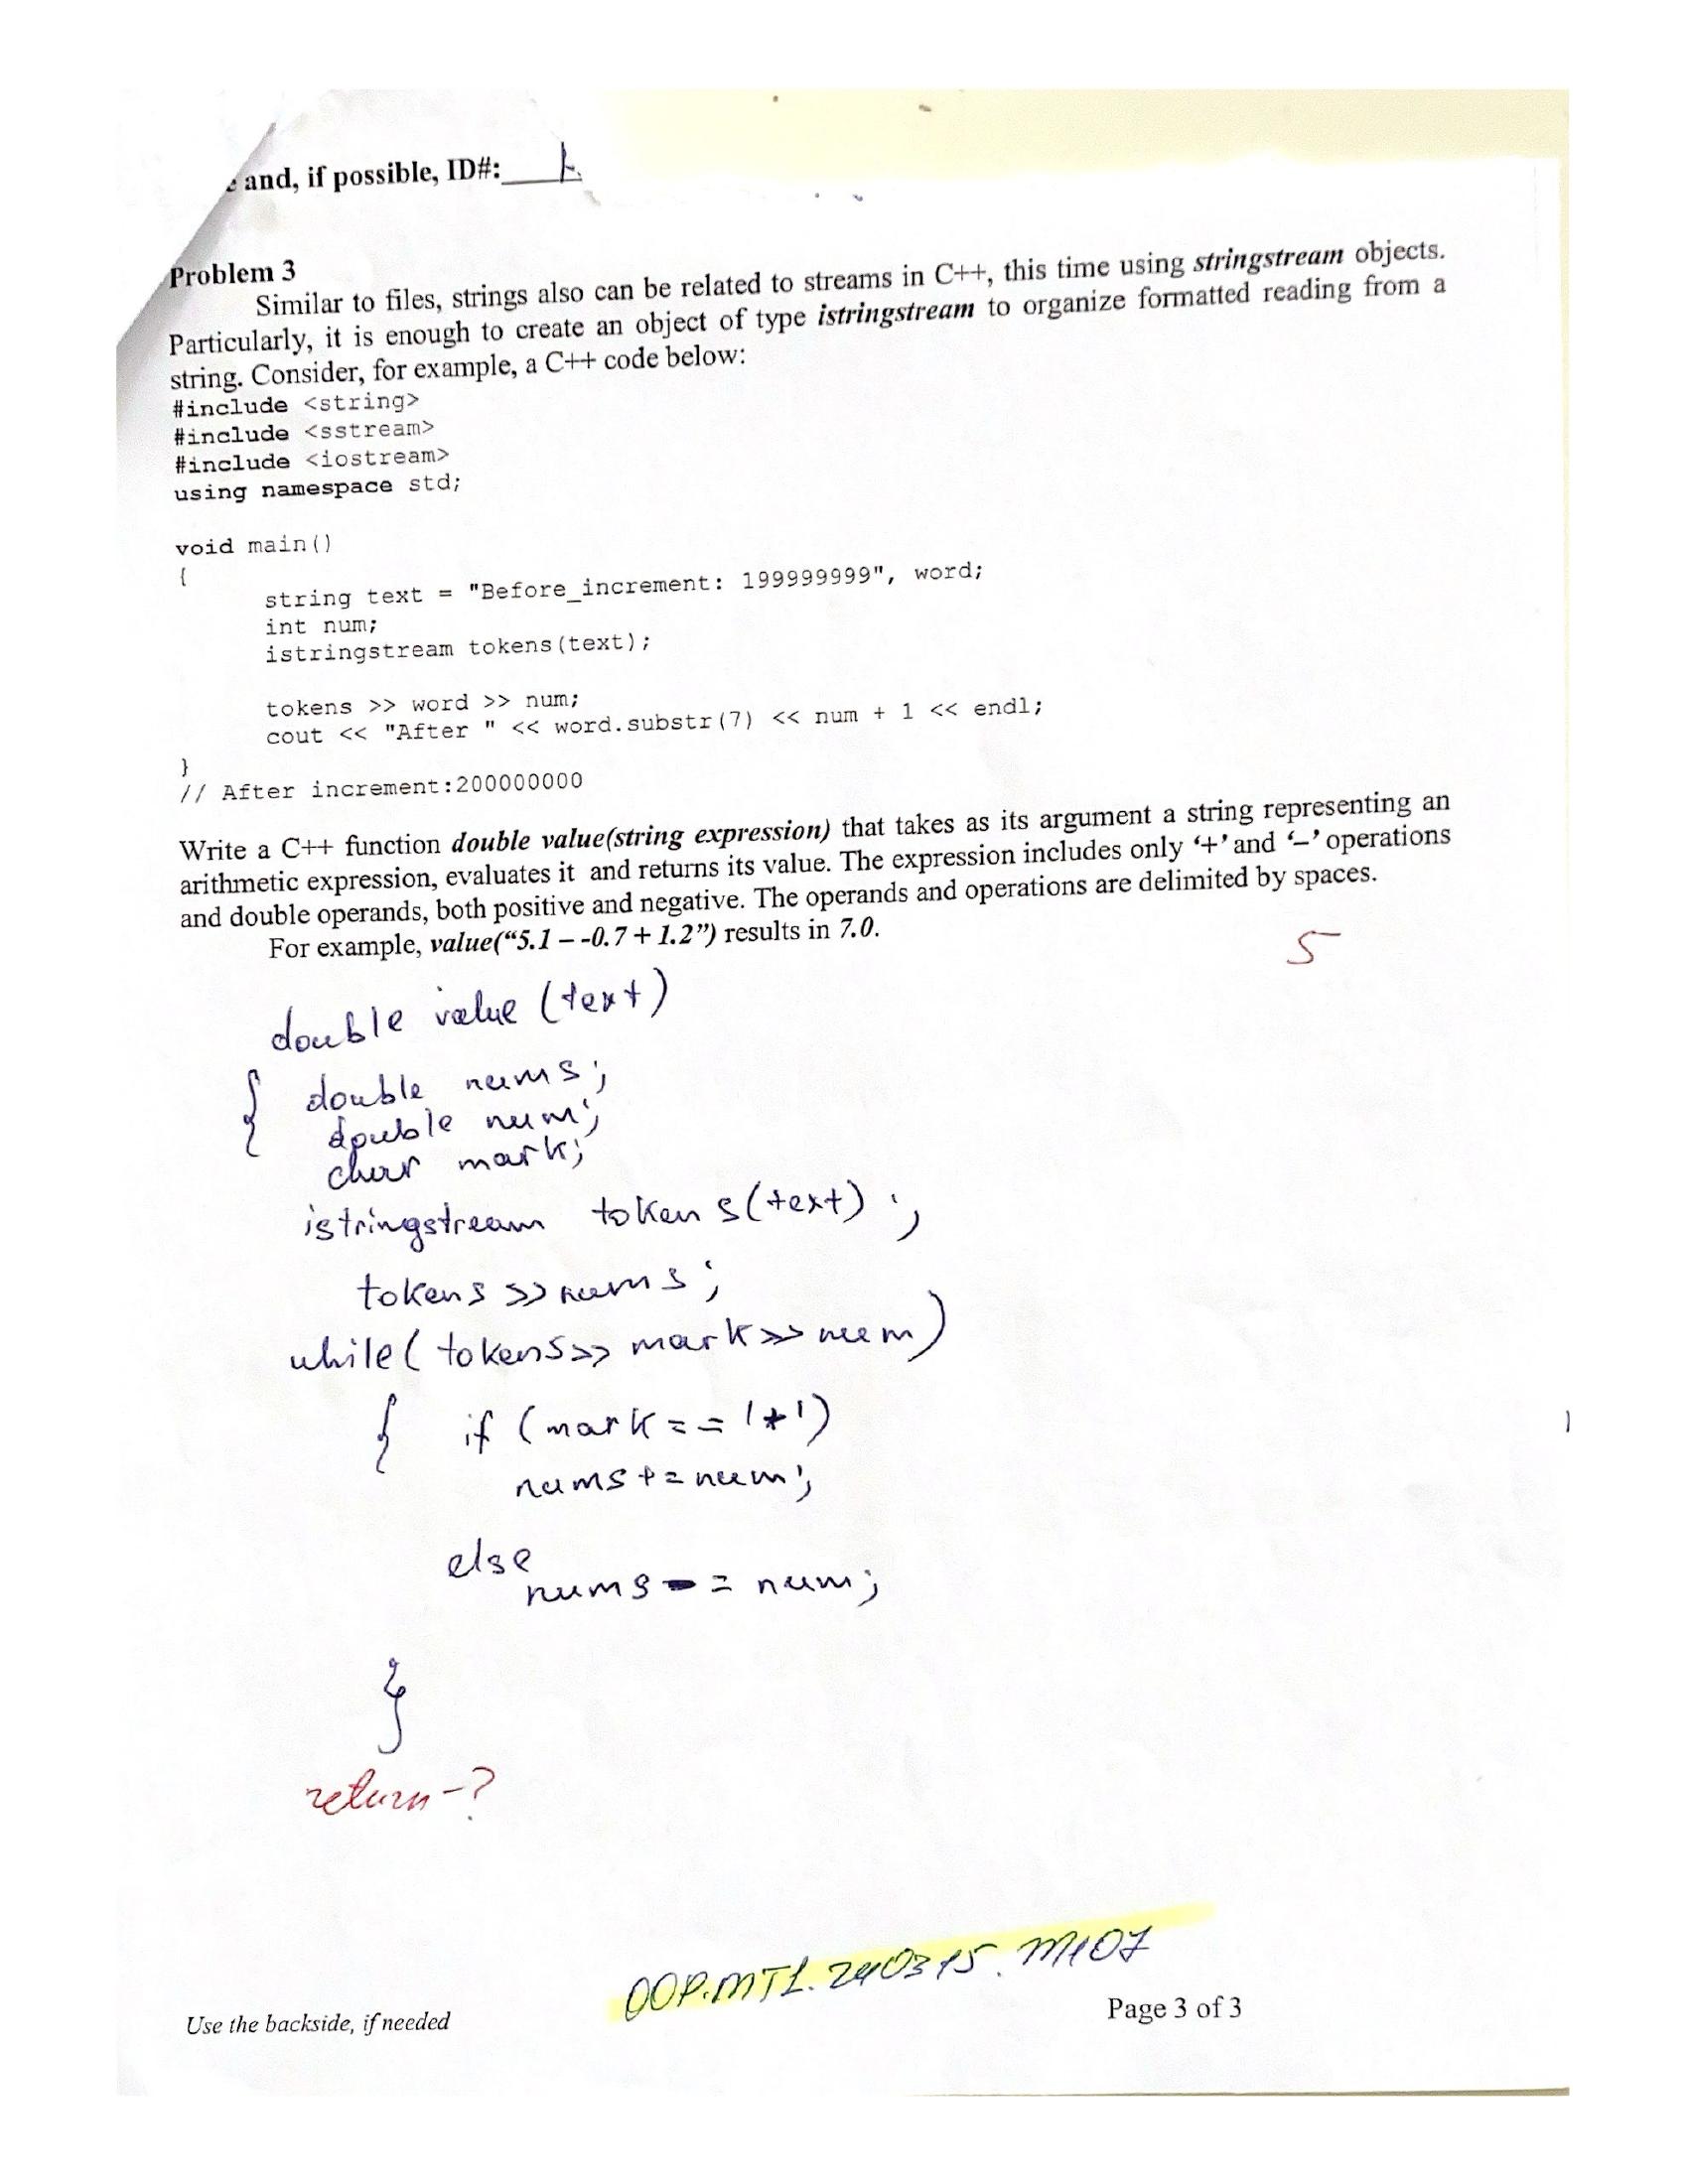 and, if possible, ID#:
Problem 3
Similar to files, strings also can be related to streams in C++, this time using stringstream objects.
Particularly, it is enough to create an object of type istringstream to organize formatted reading from a
string. Consider, for example, a C++ code below:
#include <string>
#include <sstream>
#include <iostream>
using namespace std;
void main()
{
string text = "Before_increment: 199999999", word;
int num;
istringstream tokens(text);
tokens >> word >> num;
cout << "After " << word.substr(7) << num + 1 << endl;
}
// After increment:200000000
Write a C++ function double value(string expression) that takes as its argument a string representing an
arithmetic expression, evaluates it and returns its value. The expression includes only ‘+’ and ‘–’ operations
and double operands, both positive and negative. The operands and operations are delimited by spaces.
For example, value(“5.1 – -0.7 + 1.2”) results in 7.0.
5
double value (text)
{ double nums;
double num;
char mark;
istringstream tokens(text);
tokens >> nums;
while( tokens>> mark>> num)
{ if (mark == '+')
nums += num;
else
nums -= num;
}
return-?
OOP.MT1.240315.M107
Use the backside, if needed
Page 3 of 3